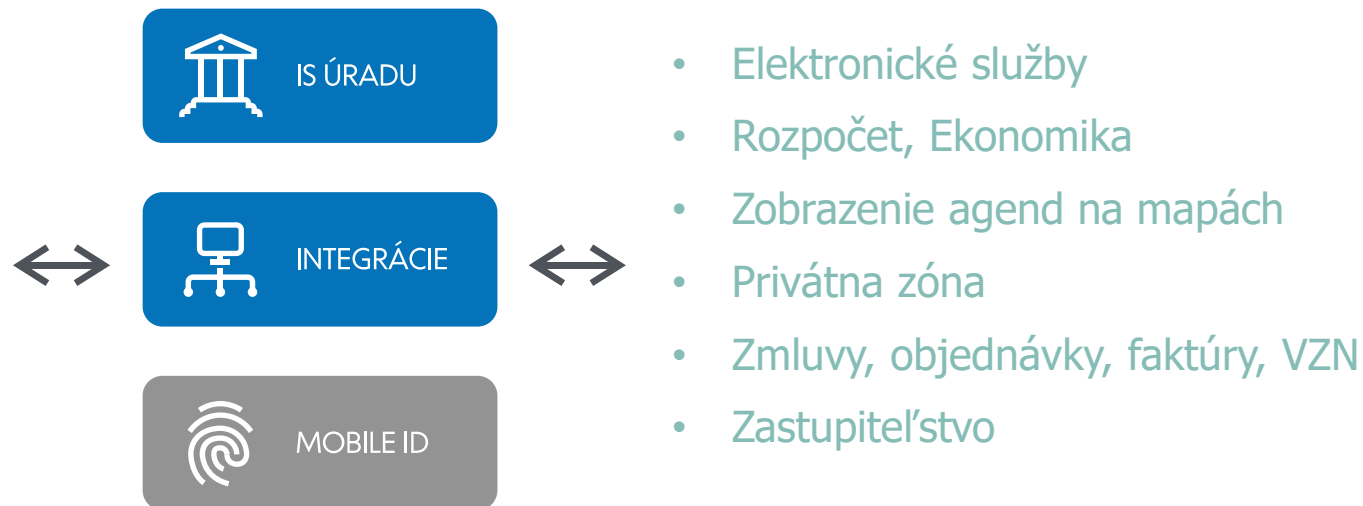 IS ÚRADU
INTEGRÁCIE
MOBILE ID
• Elektronické služby
• Rozpočet, Ekonomika
• Zobrazenie agend na mapách
• Privátna zóna
• Zmluvy, objednávky, faktúry, VZN
• Zastupiteľstvo